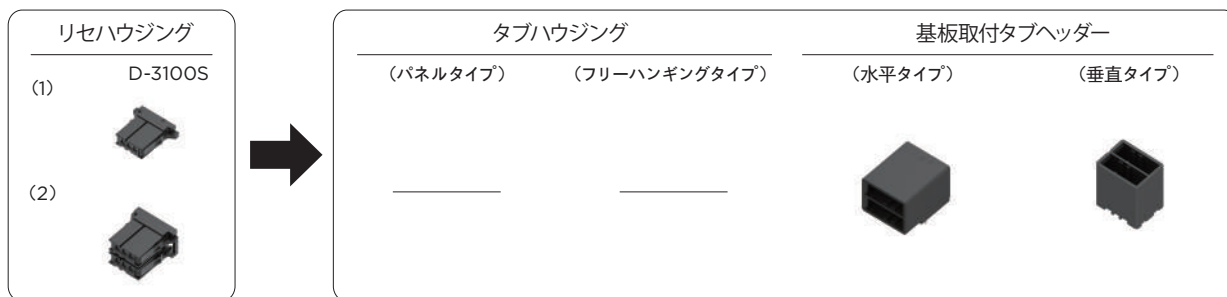 リセハウジング
D-3100S
(1)
(2)
タブハウジング
(パネルタイプ)
(フリーハンギングタイプ)
基板取付タブヘッダー
(水平タイプ)
(垂直タイプ)